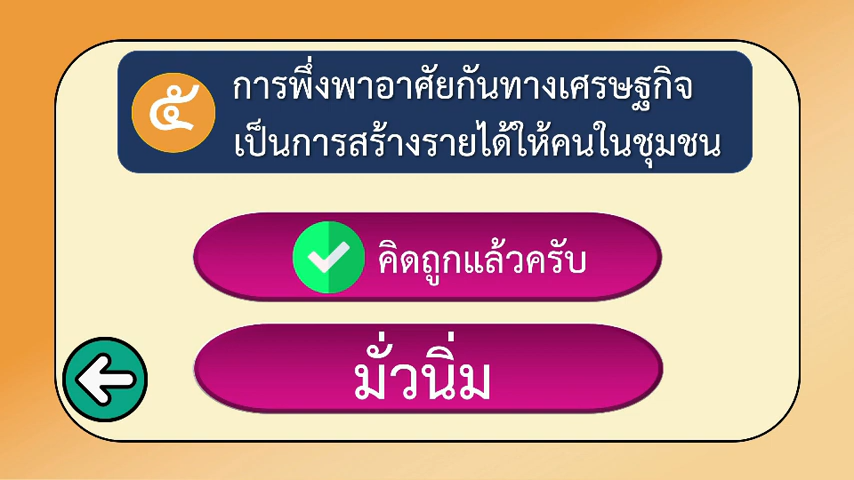 ๕
การพึ่งพาอาศัยกันทางเศรษฐกิจ
เป็นการสร้างรายได้ให้คนในชุมชน
คิดถูกแล้วครับ
มั่วนิ่ม